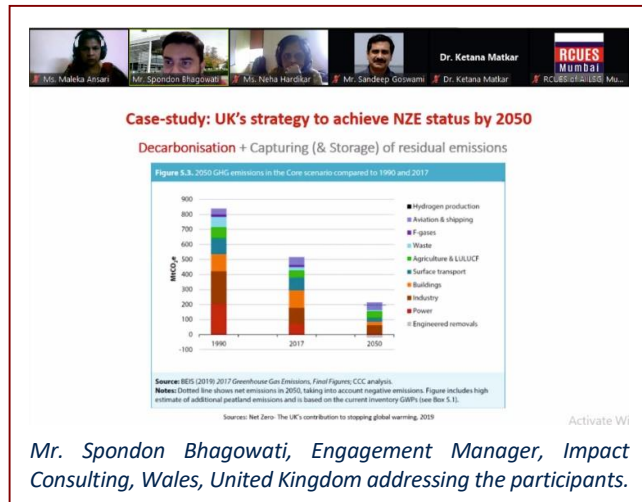 Ms. Maleka Ansari
Mr. Spondon Bhagowati
Ms. Neha Hardikar
Mr. Sandeep Goswami
Dr. Ketana Matkar
Dr. Ketana Matkar
RCUES
Mumbai
RCUES of AIILSG, Mu...
Case-study: UK's strategy to achieve NZE status by 2050
Decarbonisation + Capturing (& Storage) of residual emissions
Figure 5.3. 2050 GHG emissions in the Core scenario compared to 1990 and 2017
MtCO₂e
900
800
700
600
500
400
300
200
100
0
-100
1990
2017
2050
Hydrogen production
Aviation & shipping
F-gases
Waste
Agriculture & LULUCF
Surface transport
Buildings
Industry
Power
Engineered removals
Source: BEIS (2019) 2017 Greenhouse Gas Emissions, Final Figures; CCC analysis.
Notes: Dotted line shows net emissions in 2050, taking into account negative emissions. Figure includes high
estimate of additional peatland emissions and is based on the current inventory GWPs (see Box 5.1).
Sources: Net Zero- The UK's contribution to stopping global warming, 2019
Activate Wi
Mr. Spondon Bhagowati, Engagement Manager, Impact
Consulting, Wales, United Kingdom addressing the participants.